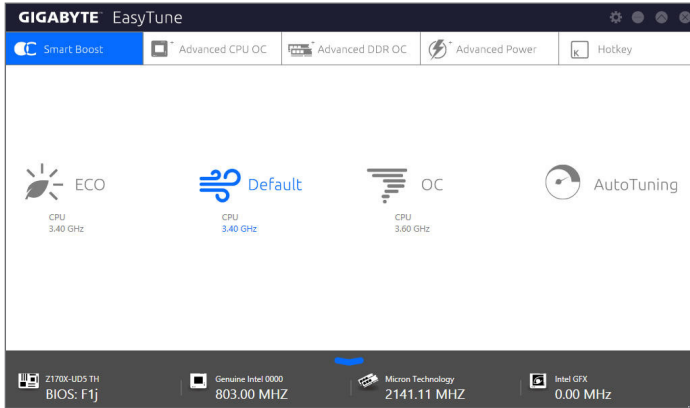 GIGABYTE™ EasyTune
Smart Boost
Advanced CPU OC
Advanced DDR OC
Advanced Power
K Hotkey
ECO
CPU
3.40 GHz
Default
CPU
3.40 GHz
OC
CPU
3.60 GHz
AutoTuning
Z170X-UD5 TH
BIOS: F1j
Genuine Intel 0000
803.00 MHZ
Micron Technology
2141.11 MHZ
Intel GFX
0.00 MHz